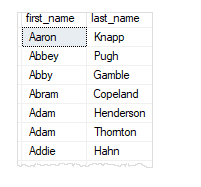 first_name last_name
Aaron Knapp
Abbey Pugh
Abby Gamble
Abram Copeland
Adam Henderson
Adam Thornton
Addie Hahn